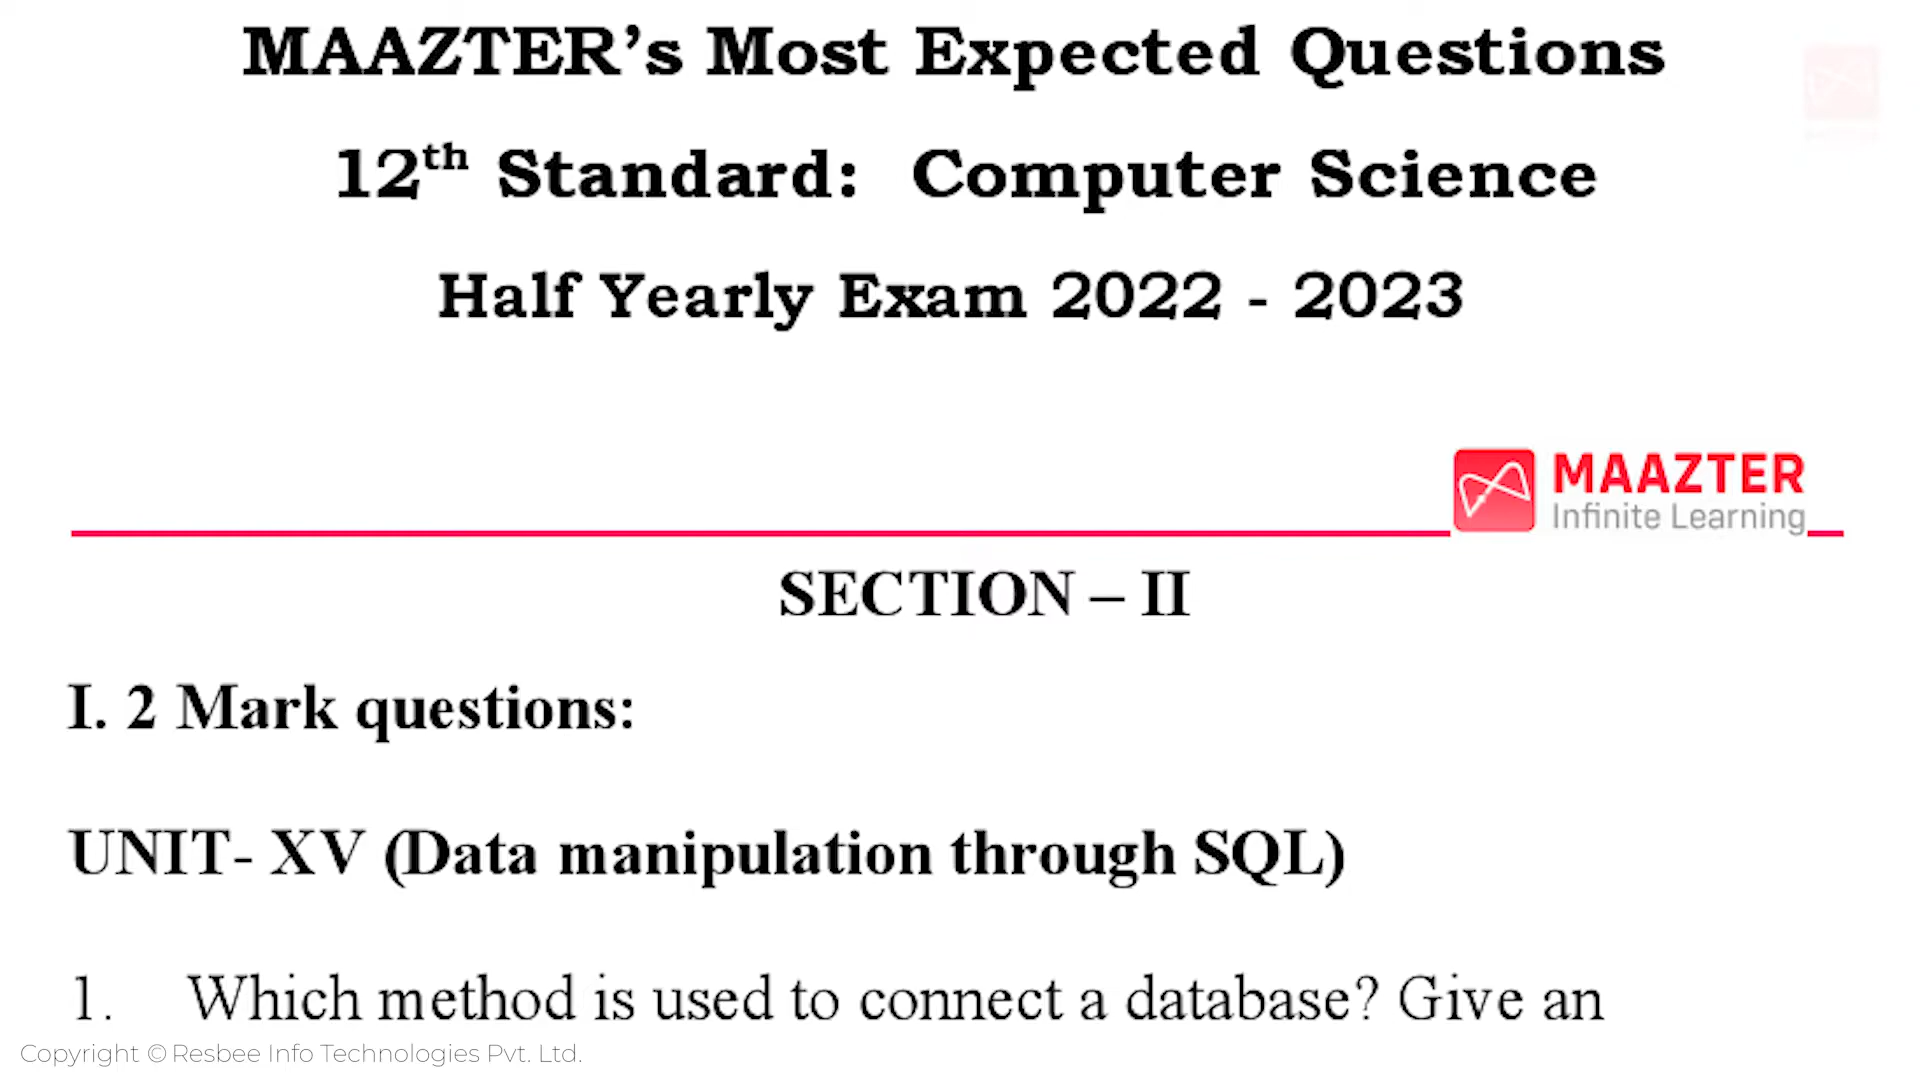 MAAZTER’s Most Expected Questions
12th Standard: Computer Science
Half Yearly Exam 2022 - 2023
MAAZTER
Infinite Learning
SECTION – II
I. 2 Mark questions:
UNIT- XV (Data manipulation through SQL)
1. Which method is used to connect a database? Give an
Copyright © Resbee Info Technologies Pvt. Ltd.